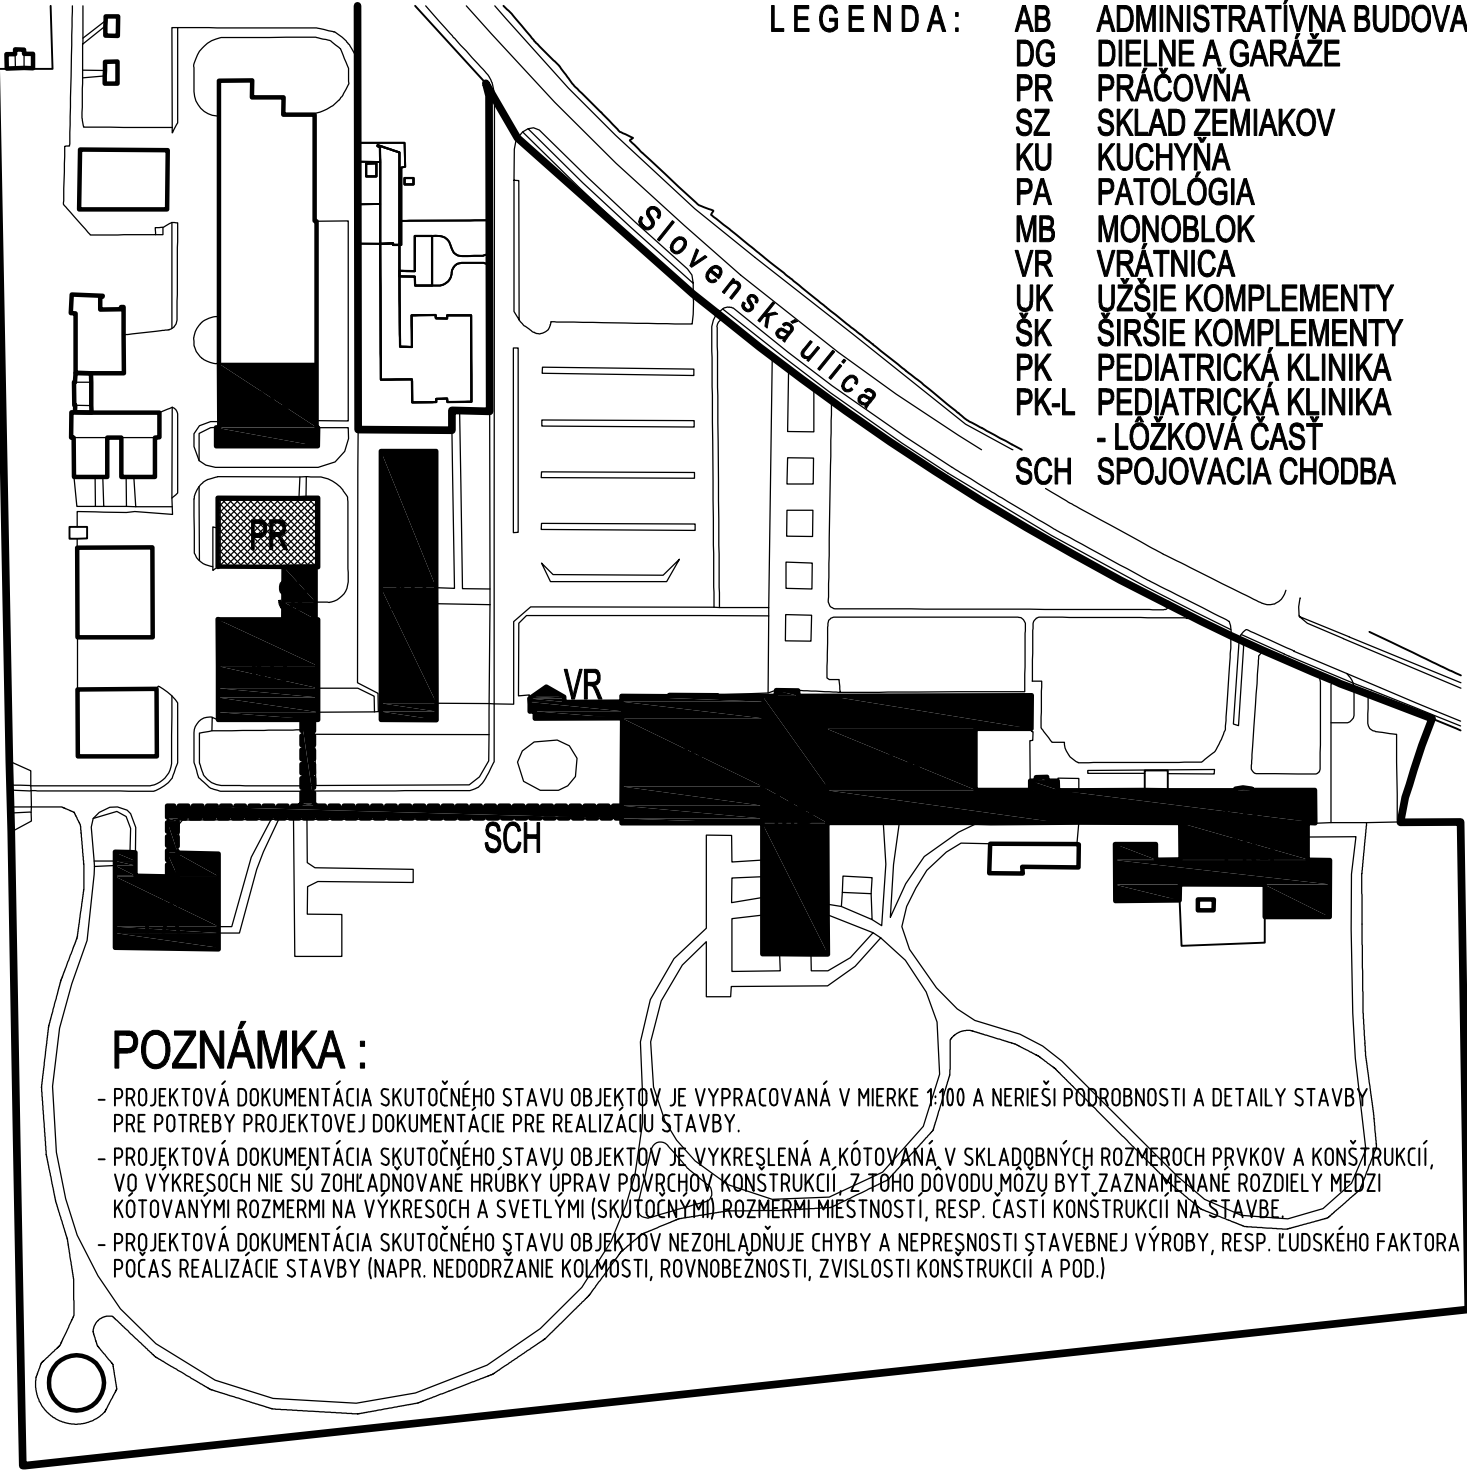 LEGENDA:
AB ADMINISTRATÍVNA BUDOVA
DG DIELNE A GARÁŽE
PR PRÁČOVŇA
SZ SKLAD ZEMIAKOV
KU KUCHYŇA
PA PATOLÓGIA
MB MONOBLOK
VR VRÁTNICA
UK UŽŠIE KOMPLEMENTY
ŠK ŠIRŠIE KOMPLEMENTY
PK PEDIATRICKÁ KLINIKA
PK-L PEDIATRICKÁ KLINIKA
- LÔŽKOVÁ ČASŤ
SCH SPOJOVACIA CHODBA
Slovenská ulica
PR
VR
SCH
POZNÁMKA :
- PROJEKTOVÁ DOKUMENTÁCIA SKUTOČNÉHO STAVU OBJEKTOV JE VYPRACOVANÁ V MIERKE 1:100 A NERIEŠI PODROBNOSTI A DETAILY STAVBY
PRE POTREBY PROJEKTOVEJ DOKUMENTÁCIE PRE REALIZÁCIU STAVBY.
- PROJEKTOVÁ DOKUMENTÁCIA SKUTOČNÉHO STAVU OBJEKTOV JE VYKRESLENÁ A KÓTOVANÁ V SKLADOBNÝCH ROZMEROCH PRVKOV A KONŠTRUKCIÍ,
VO VÝKRESOCH NIE SÚ ZOHĽADŇOVANÉ HRÚBKY ÚPRAV POVRCHOV KONŠTRUKCIÍ, Z TOHO DÔVODU MÔŽU BYŤ ZAZNAMENANÉ ROZDIELY MEDZI
KÓTOVANÝMI ROZMERMI NA VÝKRESOCH A SVETLÝMI (SKUTOČNÝMI) ROZMERMI MIESTNOSTÍ, RESP. ČASTÍ KONŠTRUKCIÍ NA STAVBE.
- PROJEKTOVÁ DOKUMENTÁCIA SKUTOČNÉHO STAVU OBJEKTOV NEZOHĽADŇUJE CHYBY A NEPRESNOSTI STAVEBNEJ VÝROBY, RESP. ĽUDSKÉHO FAKTORA
POČAS REALIZÁCIE STAVBY (NAPR. NEDODRŽANIE KOLMOSTI, ROVNOBEŽNOSTI, ZVISLOSTI KONŠTRUKCIÍ A POD.)